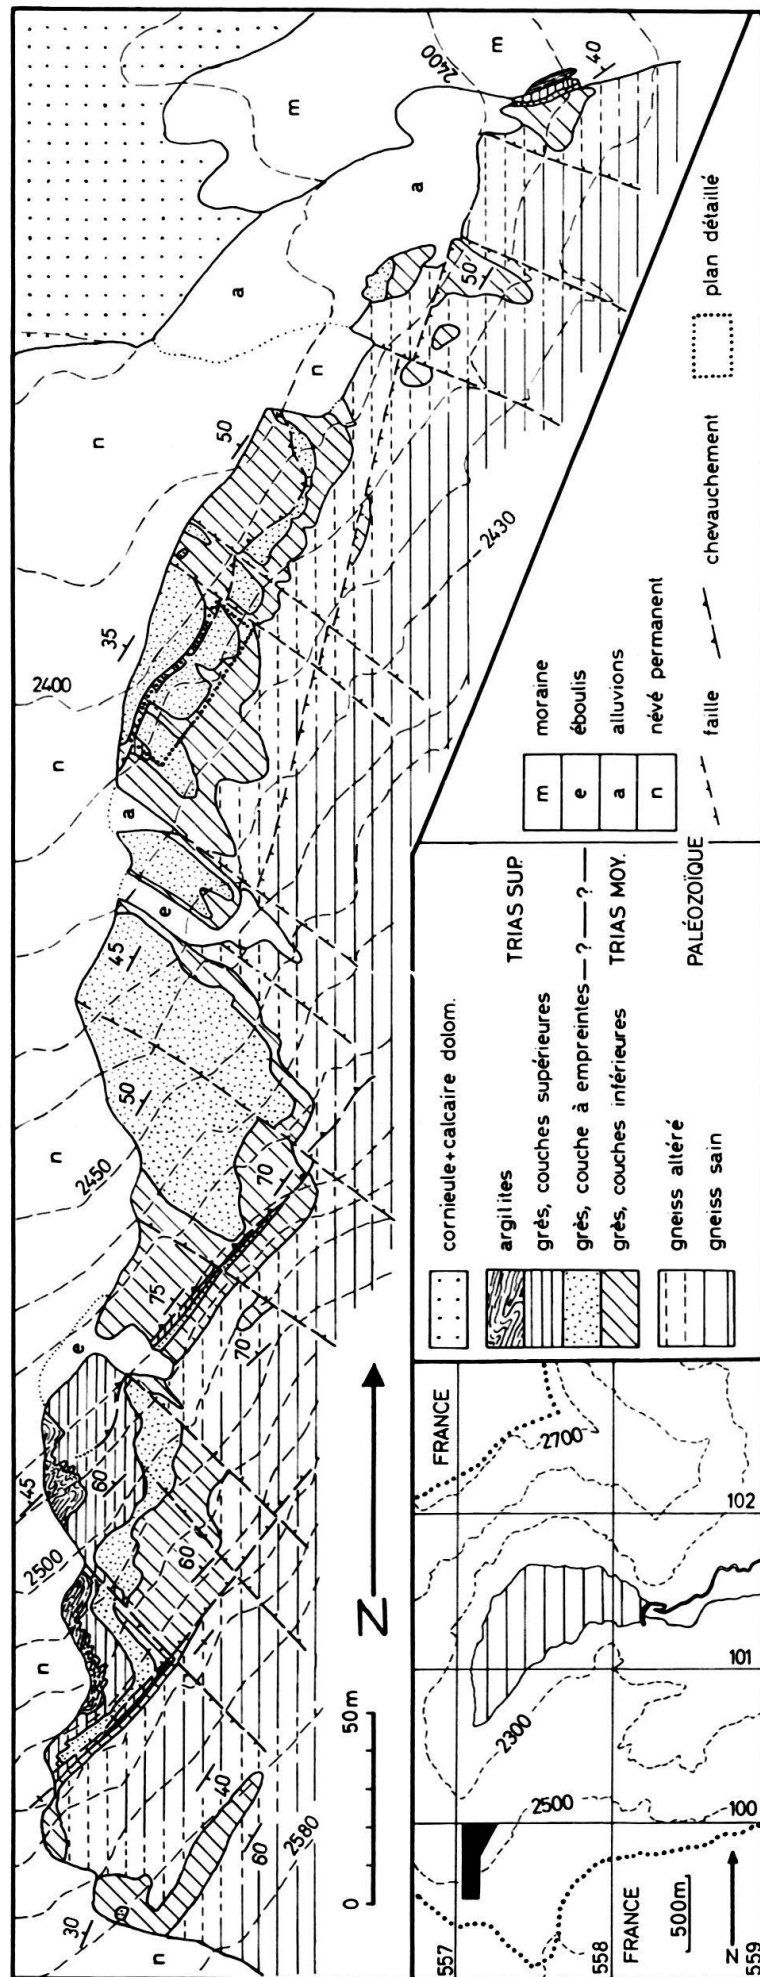 30
n
60
2580
40
n
2500
45
60
60
e
75
70
70
n
2450
50
45
e
a
n
2400
35
50
n
n
2430
a
a
50
m
m
2400
40
0
50m
N
557
558
559
FRANCE
FRANCE
500m
N
2500
2300
2700
100
101
102
cornieule+calcaire dolom.
argilites
grès, couches supérieures
TRIAS SUP.
grès, couche à empreintes—?—?—
grès, couches inférieures
TRIAS MOY.
gneiss altéré
gneiss sain
PALÉOZOÏQUE
m moraine
e éboulis
a alluvions
n névé permanent
faille
chevauchement
plan détaillé